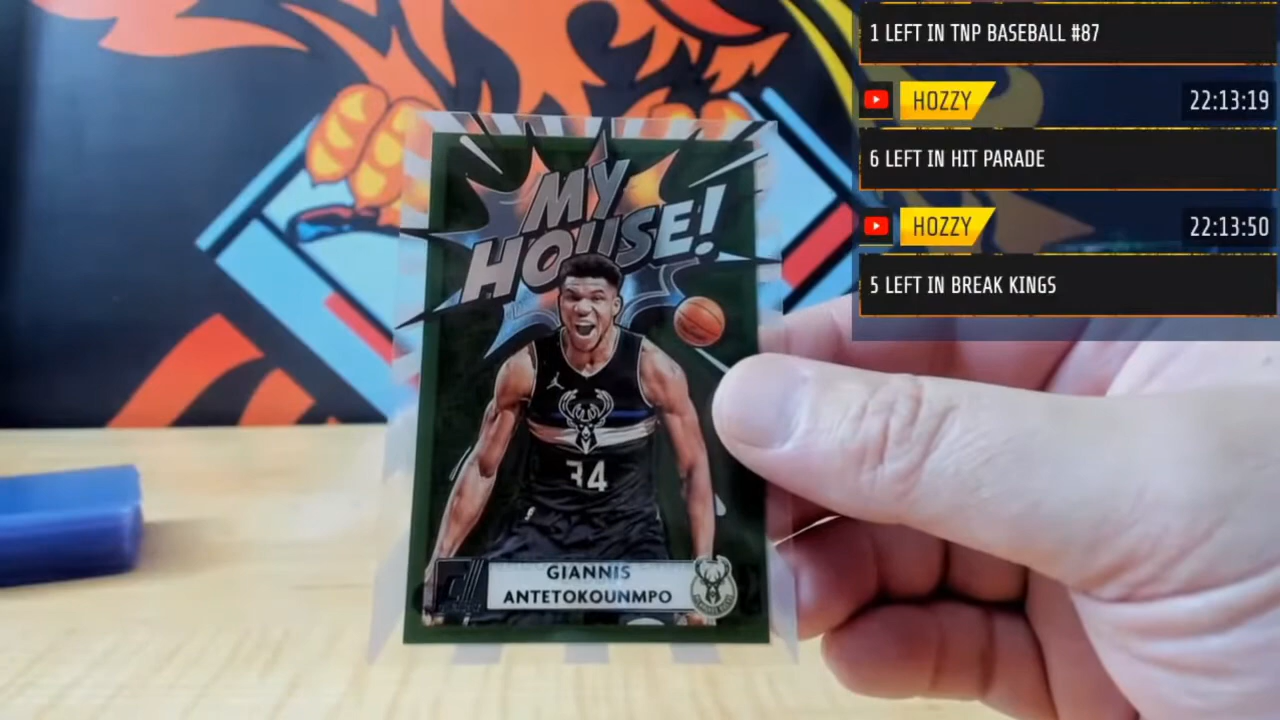 1 LEFT IN TNP BASEBALL #87
HOZZY 22:13:19
6 LEFT IN HIT PARADE
HOZZY 22:13:50
5 LEFT IN BREAK KINGS
MY
HOUSE!
34
GIANNIS
ANTETOKOUNMPO